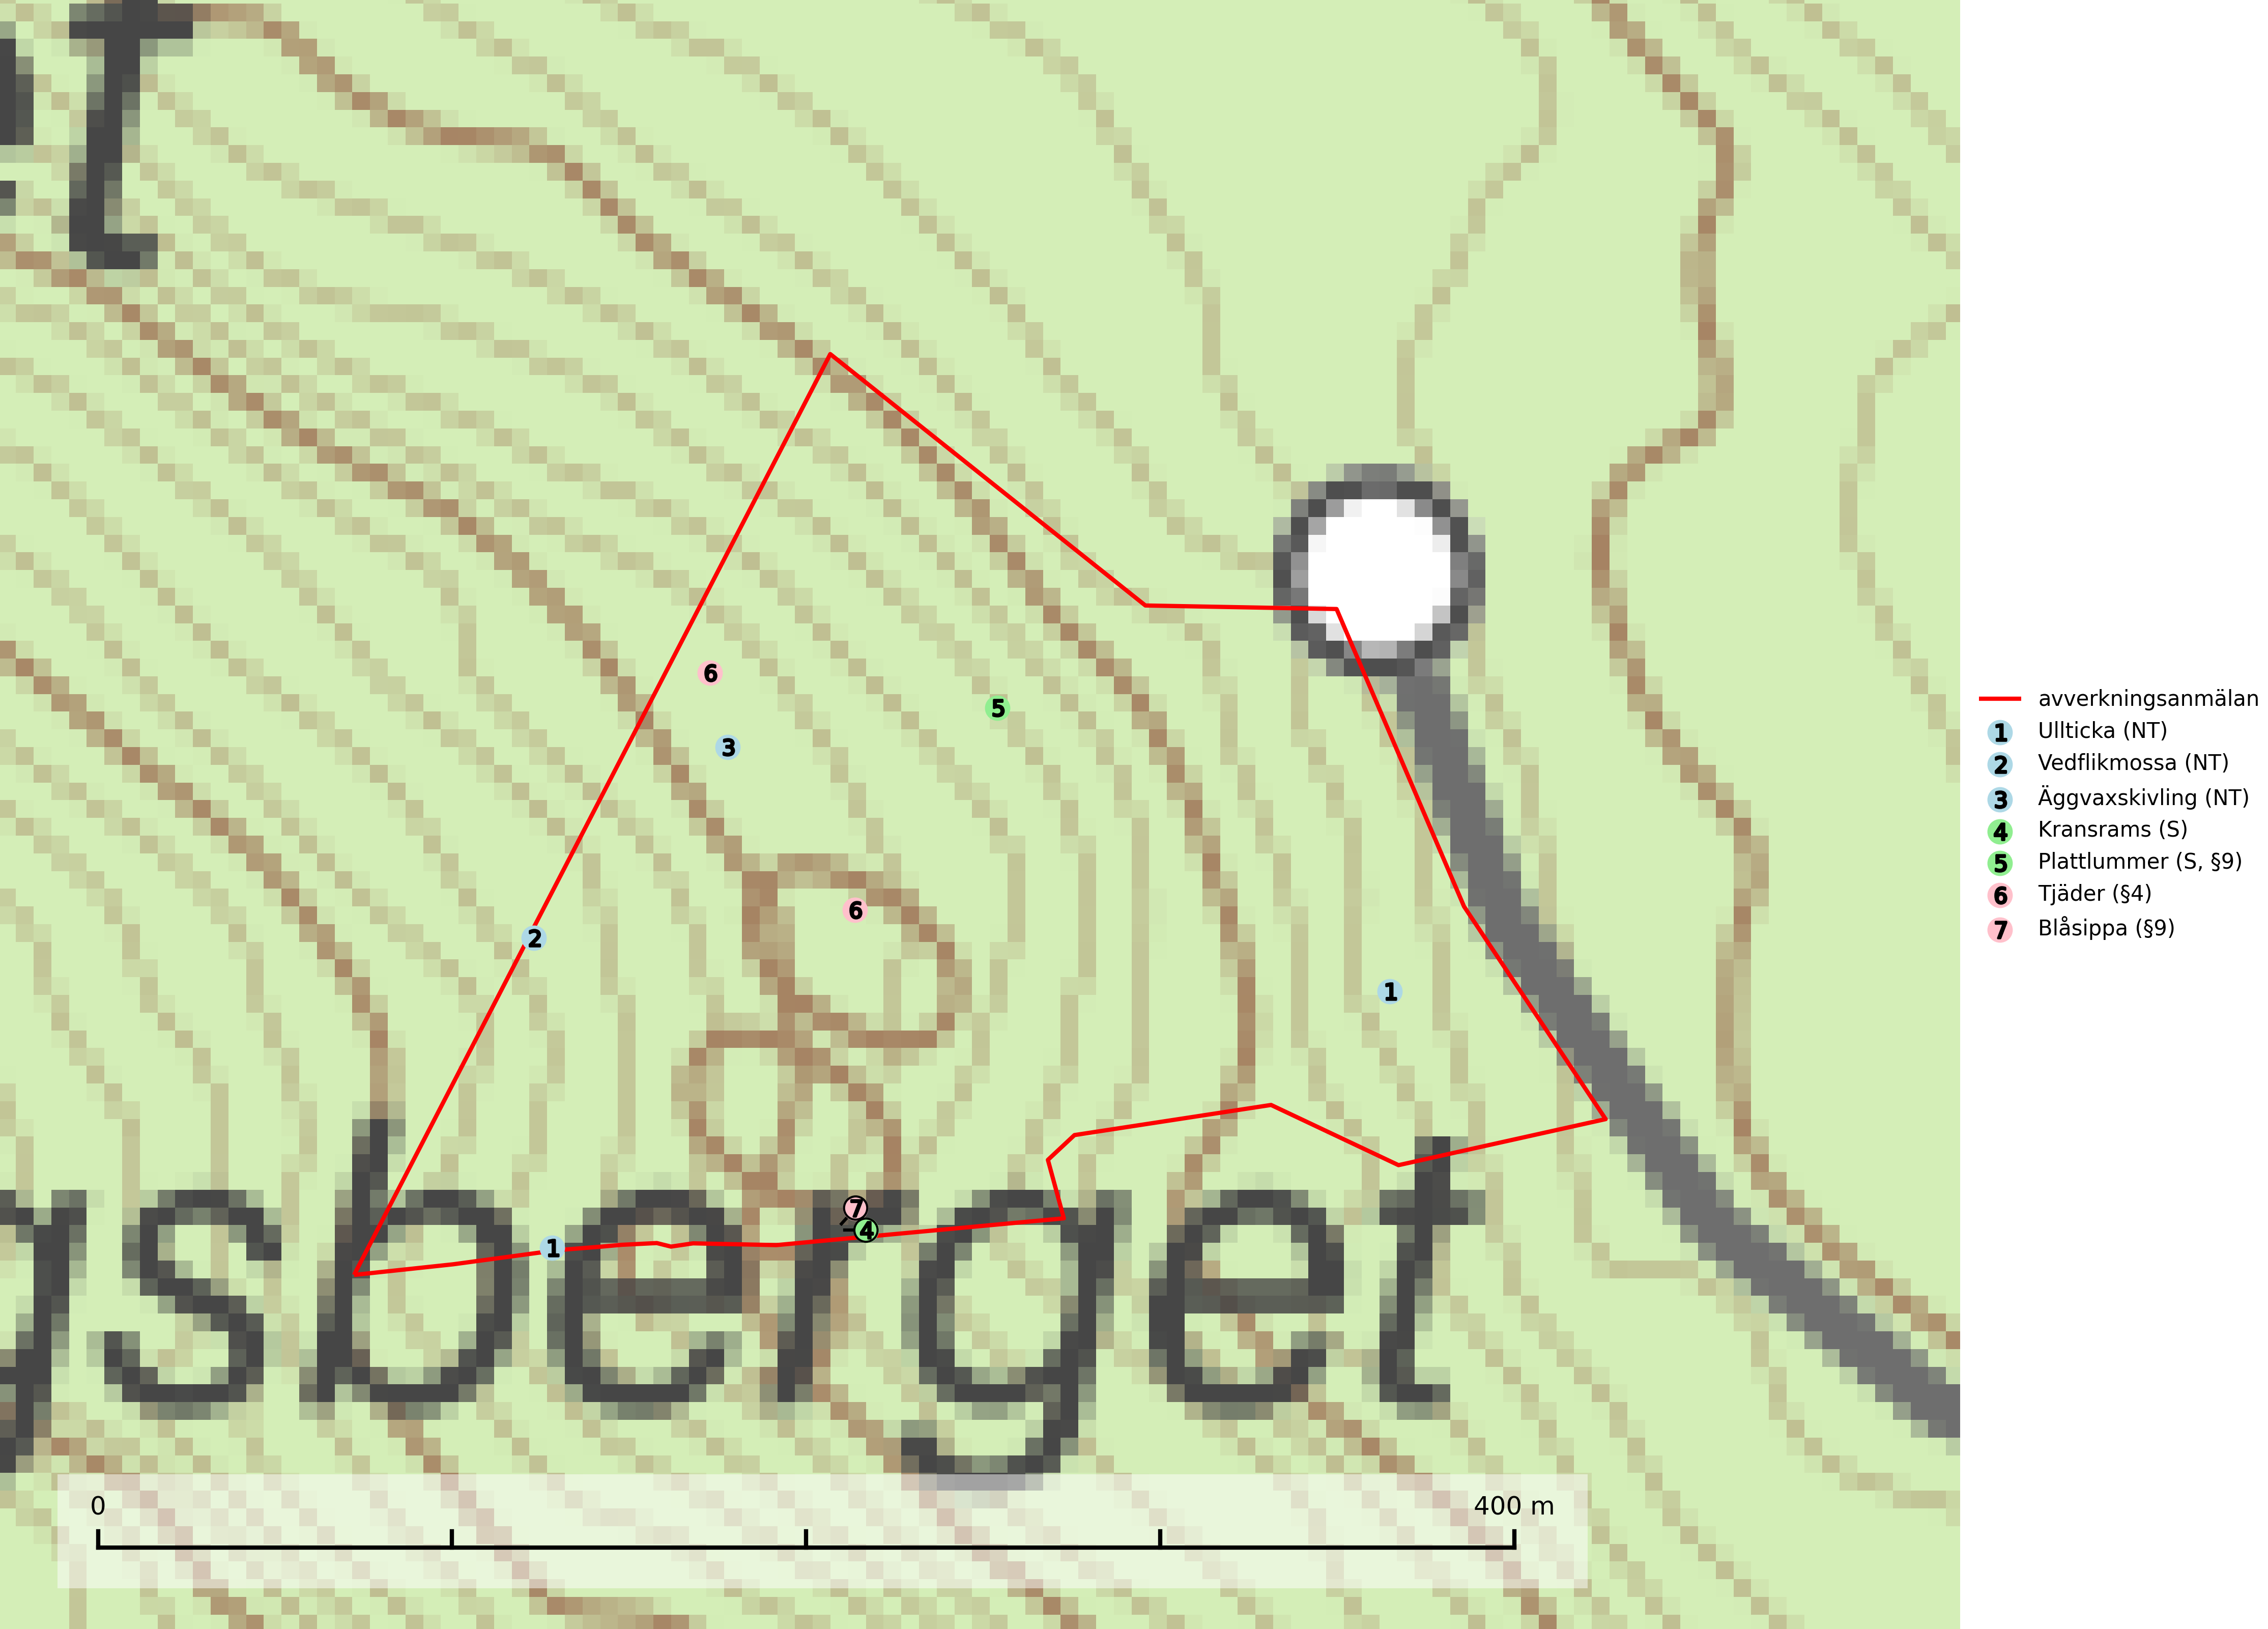 t
6
5
3
6
2
1
7
4
1
ysberget
0 400 m
avverkningsanmälan
1 Ullticka (NT)
2 Vedflikmossa (NT)
3 Äggvaxskivling (NT)
4 Kransrams (S)
5 Plattlummer (S, §9)
6 Tjäder (§4)
7 Blåsippa (§9)